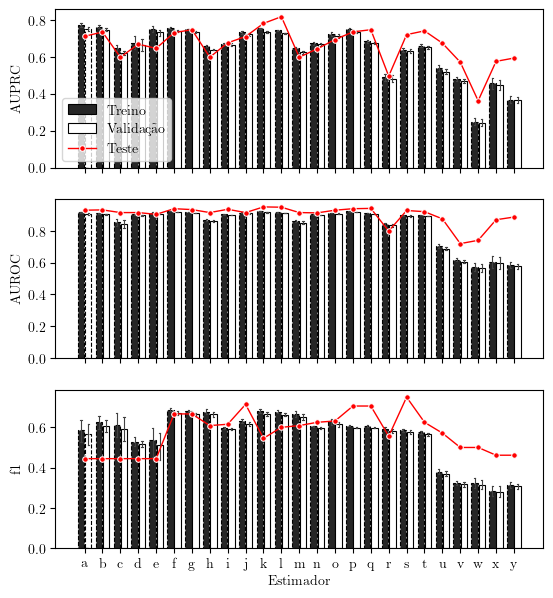 0.8
0.6
0.4
0.2
0.0
AUPRC
Treino
Validação
Teste
0.8
0.6
0.4
0.2
0.0
AUROC
0.6
0.4
0.2
0.0
f1
a b c d e f g h i j k l m n o p q r s t u v w x y
Estimador